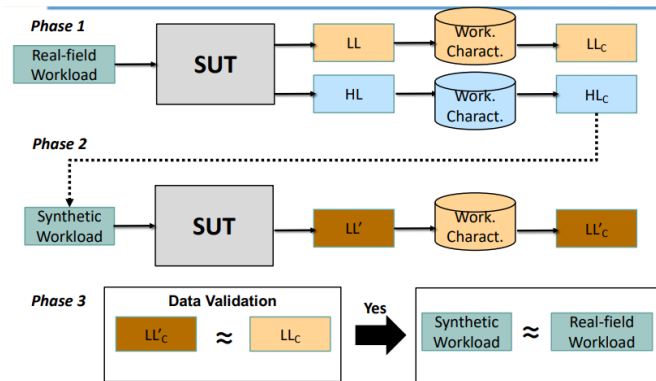 Phase 1
Real-field
Workload
SUT
LL
Work.
Charact.
LLC
HL
Work.
Charact.
HLC
Phase 2
Synthetic
Workload
SUT
LL'
Work.
Charact.
LL'C
Phase 3
Data Validation
LL'C ≈ LLC
Yes
Synthetic
Workload
≈
Real-field
Workload